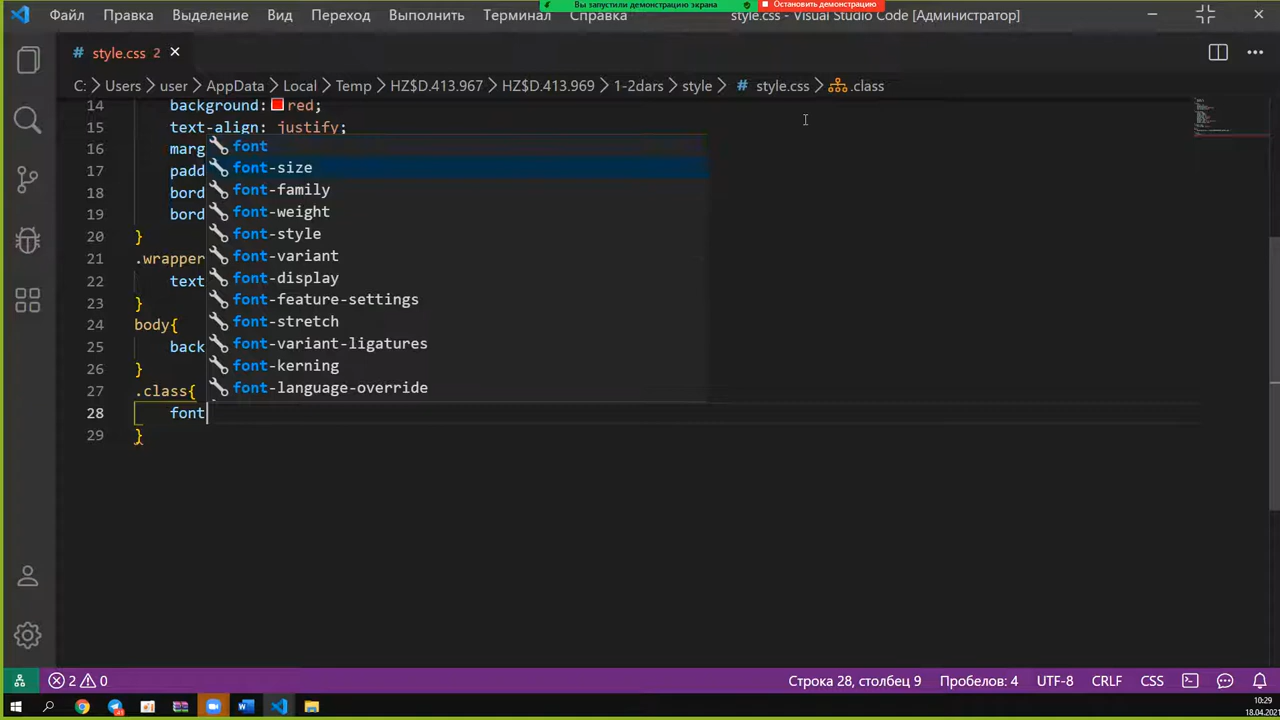 Файл Правка Выделение Вид Переход Выполнить Терминал Справка style.css - Visual Studio Code [Администратор]
Вы запустили демонстрацию экрана Остановить демонстрацию
# style.css 2
C: > Users > user > AppData > Local > Temp > HZ$D.413.967 > HZ$D.413.969 > 1-2dars > style > # style.css > .class
14 background: red;
15 text-align: justify;
16 marg
17 padd
18 bord
19 bord
20 }
21 .wrapper
22 text
23 }
24 body{
25 back
26 }
27 .class{
28 font
29 }
font
font-size
font-family
font-weight
font-style
font-variant
font-display
font-feature-settings
font-stretch
font-variant-ligatures
font-kerning
font-language-override
2 0 Строка 28, столбец 9 Пробелов: 4 UTF-8 CRLF CSS
10:29
18.04.2021